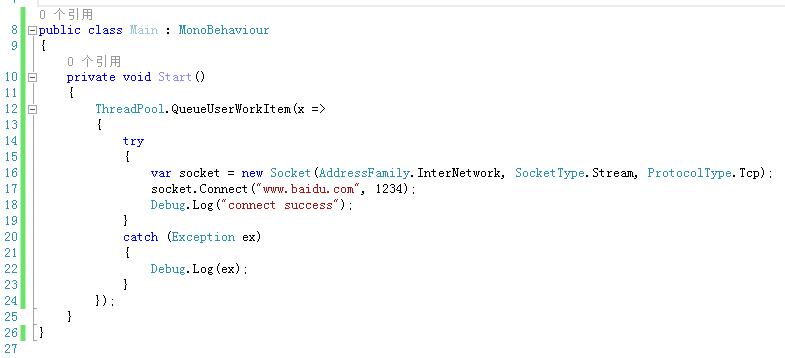 0 个引用
8 public class Main : MonoBehaviour
9 {
0 个引用
10 private void Start()
11 {
12 ThreadPool.QueueUserWorkItem(x =>
13 {
14 try
15 {
16 var socket = new Socket(AddressFamily.InterNetwork, SocketType.Stream, ProtocolType.Tcp);
17 socket.Connect("www.baidu.com", 1234);
18 Debug.Log("connect success");
19 }
20 catch (Exception ex)
21 {
22 Debug.Log(ex);
23 }
24 });
25 }
26 }
27